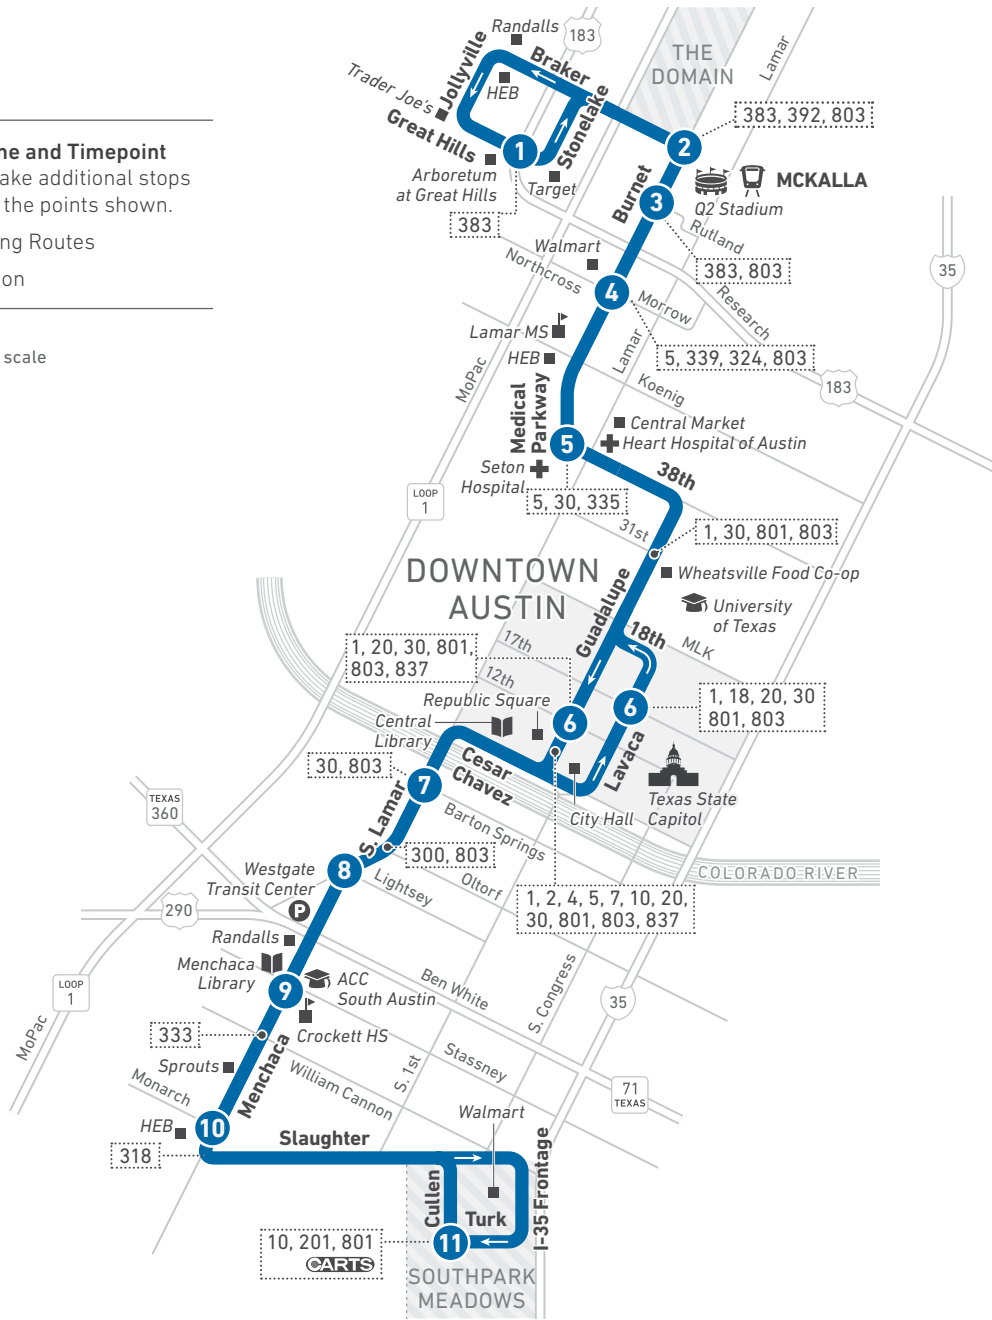 Randalls
183
THE
DOMAIN
Lamar
Jollyville
Braker
Trader Joe's
HEB
Great Hills
Stonelake
383, 392, 803
ne and Timepoint
ake additional stops
the points shown.
1
2
Arboretum
at Great Hills
Target
MCKALLA
Q2 Stadium
Burnet
3
383
ng Routes
Rutland
Walmart
Northcross
383, 803
35
on
4
Morrow
Research
Lamar MS
Lamar
scale
HEB
5, 339, 324, 803
MoPac
Koenig
183
Medical
Parkway
Central Market
5
Heart Hospital of Austin
Seton
Hospital
38th
LOOP
1
5, 30, 335
31st
1, 30, 801, 803
DOWNTOWN
AUSTIN
Wheatsville Food Co-op
University
of Texas
Guadalupe
17th
18th
MLK
1, 20, 30, 801,
803, 837
12th
Republic Square
6
6
1, 18, 20, 30
801, 803
Central
Library
Cesar
Chavez
Lavaca
30, 803
7
Texas State
Capitol
TEXAS
360
S. Lamar
Barton Springs
City Hall
300, 803
Westgate
Transit Center
8
Lightsey
Oltorf
COLORADO RIVER
1, 2, 4, 5, 7, 10, 20,
30, 801, 803, 837
P
290
Randalls
Menchaca
Library
ACC
South Austin
Ben White
S. Congress
LOOP
1
9
35
Crockett HS
333
MoPac
Sprouts
Menchaca
William Cannon
S. 1st
Stassney
Monarch
71
TEXAS
HEB
10
Walmart
Slaughter
318
Cullen
Turk
I-35 Frontage
10, 201, 801
CARTS
11
SOUTHPARK
MEADOWS